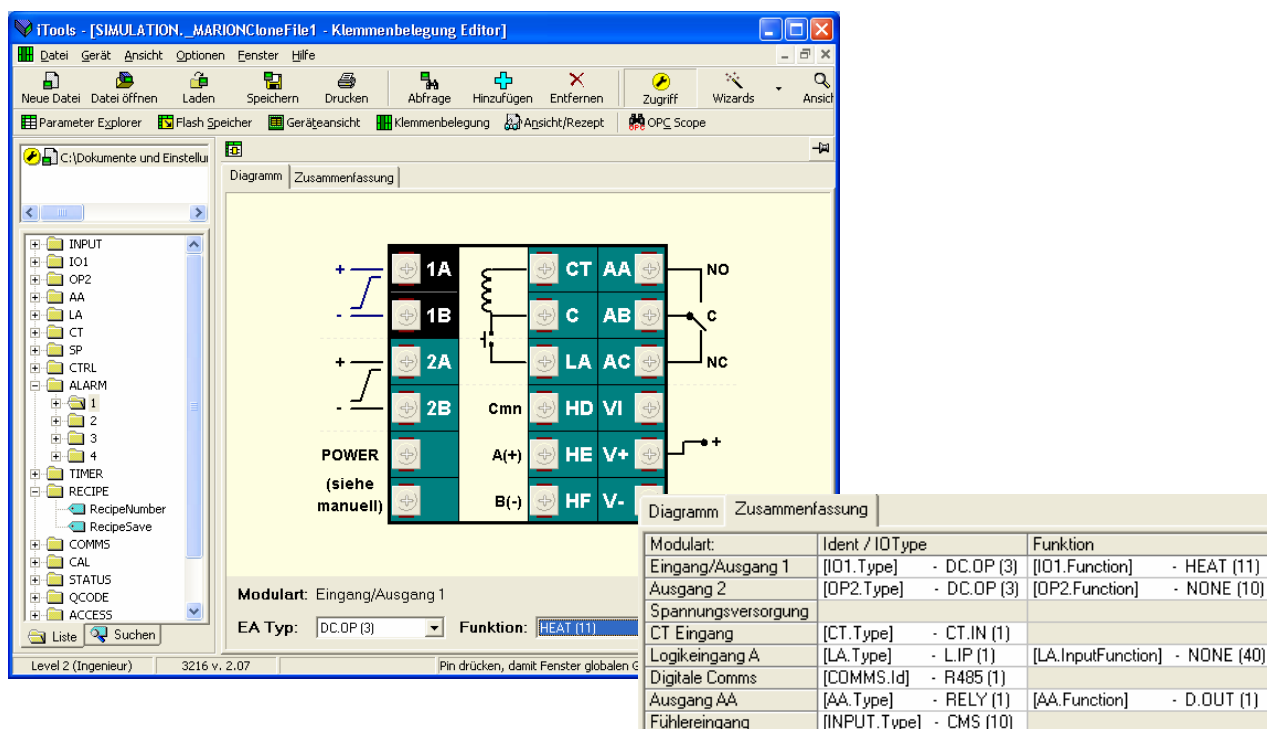 iTools - [SIMULATION._MARIONCloneFile1 - Klemmenbelegung Editor]
Datei Gerät Ansicht Optionen Fenster Hilfe
Neue Datei Datei öffnen Laden Speichern Drucken Abfrage Hinzufügen Entfernen Zugriff Wizards Ansich
Parameter Explorer Flash Speicher Geräteansicht Klemmenbelegung Ansicht/Rezept OPC Scope
C:\Dokumente und Einstellu
Diagramm Zusammenfassung
INPUT
IO1
OP2
AA
LA
CT
SP
CTRL
ALARM
1
2
3
4
TIMER
RECIPE
RecipeNumber
RecipeSave
COMMS
CAL
STATUS
QCODE
ACCESS
Liste Suchen
+ 1A CT AA NO
- 1B C AB C
+ 2A LA AC NC
- 2B Cmn HD VI
POWER A(+) HE V+ +
(siehe
manuell) B(-) HF V-
Modulart: Eingang/Ausgang 1
EA Typ: DC.OP (3) Funktion: HEAT (11)
Level 2 (Ingenieur) 3216 v. 2.07 Pin drücken, damit Fenster globalen G
Diagramm Zusammenfassung
Modulart: Ident / IOType Funktion
Eingang/Ausgang 1 [IO1.Type] - DC.OP (3) [IO1.Function] - HEAT (11)
Ausgang 2 [OP2.Type] - DC.OP (3) [OP2.Function] - NONE (10)
Spannungsversorgung
CT Eingang [CT.Type] - CT.IN (1)
Logikeingang A [LA.Type] - L.IP (1) [LA.InputFunction] - NONE (40)
Digitale Comms [COMMS.Id] - R485 (1)
Ausgang AA [AA.Type] - RELY (1) [AA.Function] - D.OUT (1)
Fühlereingang [INPUT.Type] - CMS (10)